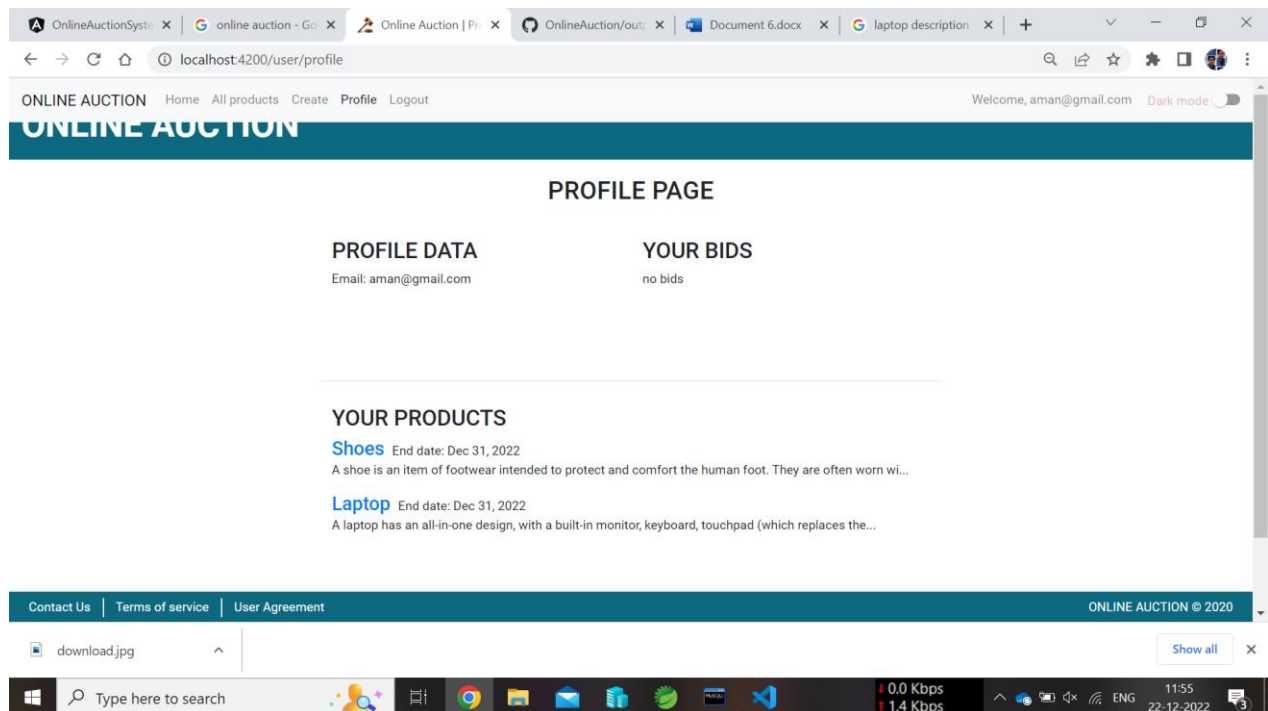 OnlineAuctionSyste
online auction - Go
Online Auction | Pr
OnlineAuction/outp
Document 6.docx
laptop description
localhost:4200/user/profile
ONLINE AUCTION Home All products Create Profile Logout Welcome, aman@gmail.com Dark mode
ONLINE AUCTION
PROFILE PAGE
PROFILE DATA
Email: aman@gmail.com
YOUR BIDS
no bids
YOUR PRODUCTS
Shoes End date: Dec 31, 2022
A shoe is an item of footwear intended to protect and comfort the human foot. They are often worn wi...
Laptop End date: Dec 31, 2022
A laptop has an all-in-one design, with a built-in monitor, keyboard, touchpad (which replaces the...
Contact Us | Terms of service | User Agreement ONLINE AUCTION © 2020
download.jpg Show all
Type here to search
0.0 Kbps
1.4 Kbps
ENG
11:55
22-12-2022
3